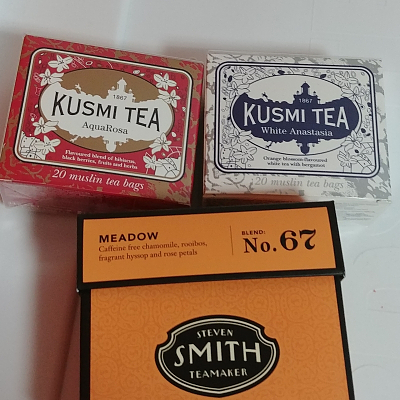 1867
KUSMI TEA
AquaRosa
Flavoured blend of hibiscus,
black berries, fruits and herbs
20 muslin tea bags
1867
KUSMI TEA
White Anastasia
Orange blossom-flavoured
white tea with bergamot
20 muslin tea bags
MEADOW
Caffeine free chamomile, rooibos,
fragrant hyssop and rose petals
BLEND:
No. 67
STEVEN
SMITH
TEAMAKER